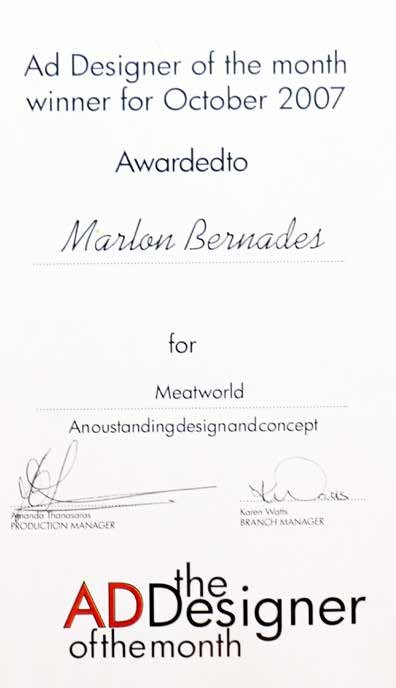 Ad Designer of the month
winner for October 2007
Awardedto
Marlon Bernades
for
Meatworld
Anoustandingdesignandconcept
Amanda Thanasaras
PRODUCTION MANAGER
K Watts
Karen Watts
BRANCH MANAGER
the
ADDesigner
ofthemonth